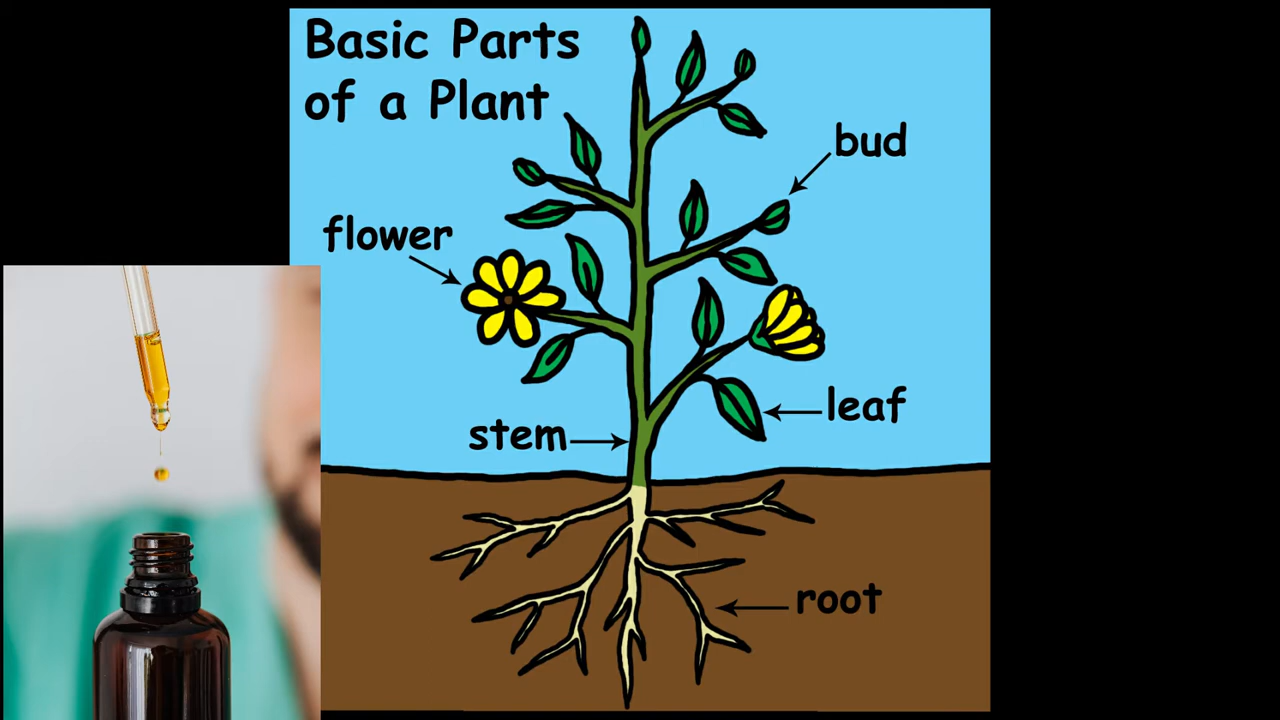 Basic Parts
of a Plant
bud
flower
leaf
stem
root